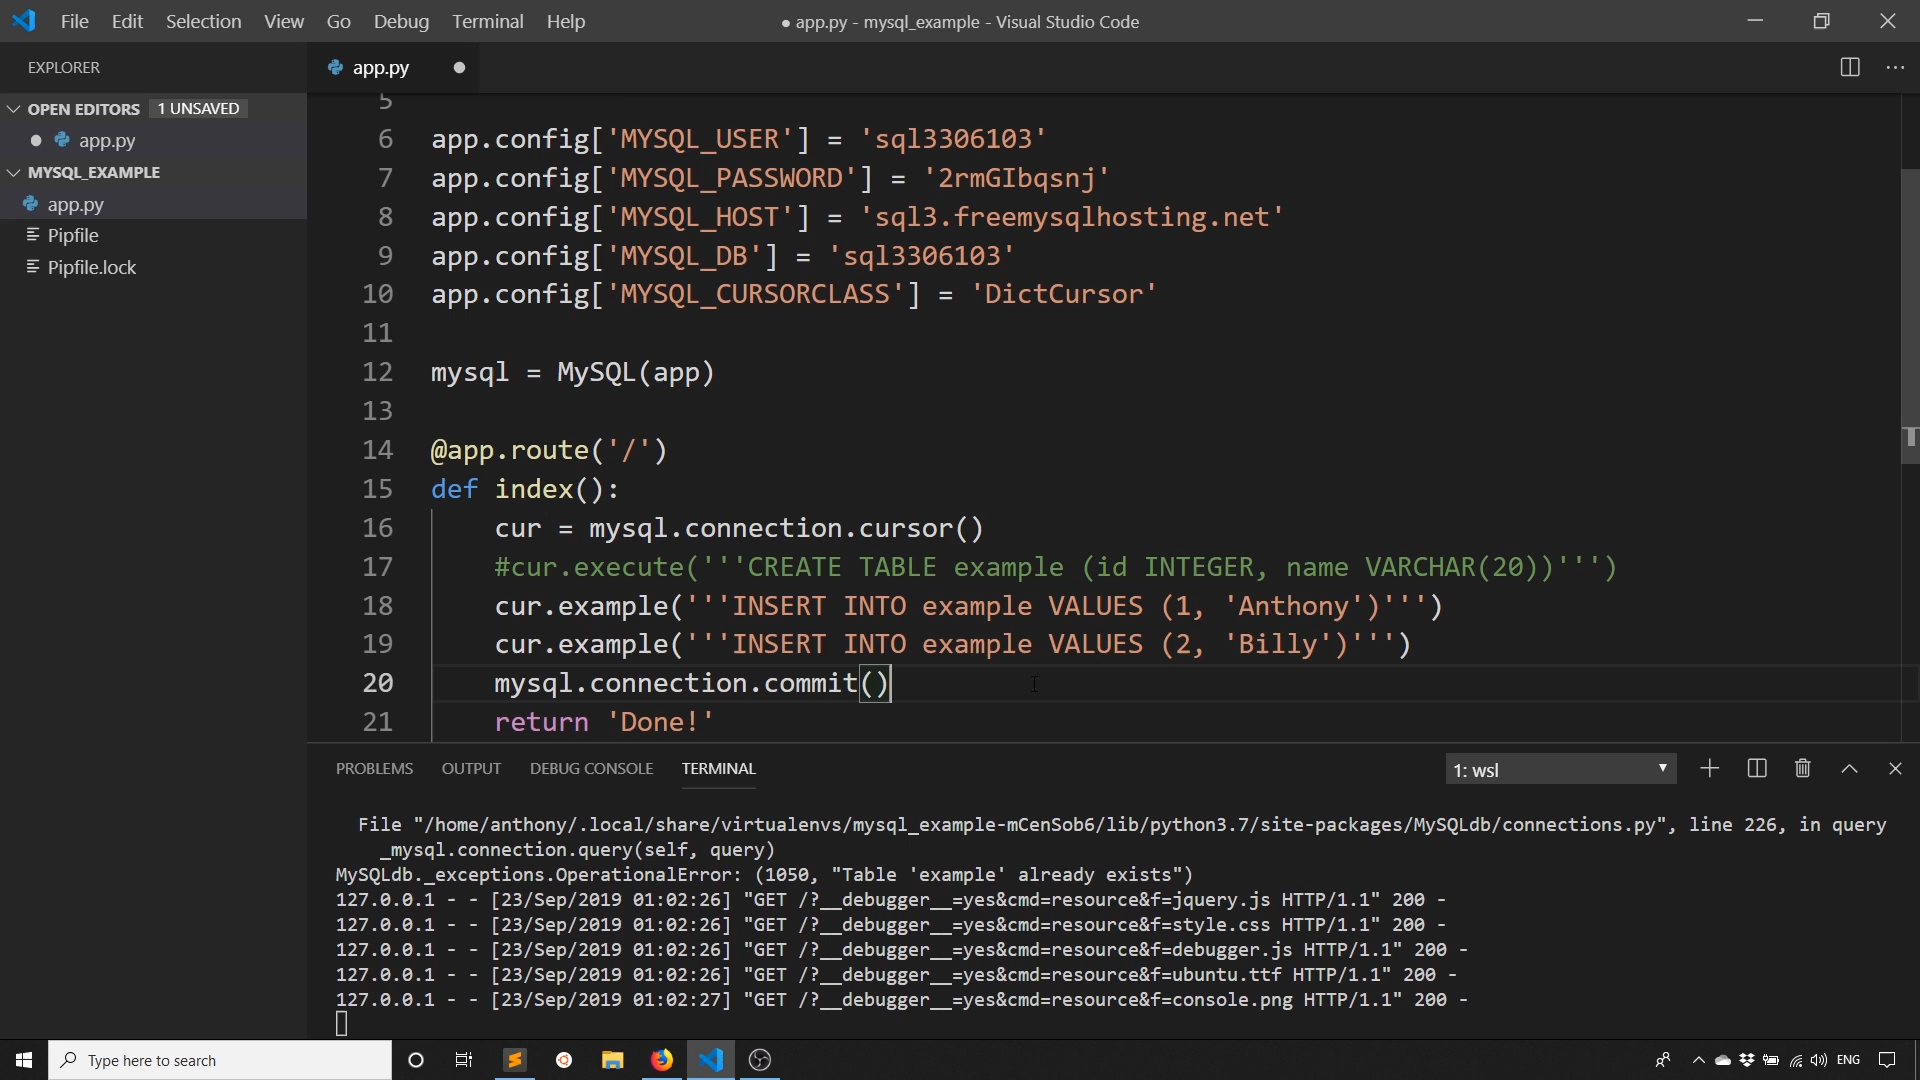 File Edit Selection View Go Debug Terminal Help
● app.py - mysql_example - Visual Studio Code
EXPLORER
app.py
OPEN EDITORS 1 UNSAVED
app.py
MYSQL_EXAMPLE
app.py
Pipfile
Pipfile.lock
5
6 app.config['MYSQL_USER'] = 'sql3306103'
7 app.config['MYSQL_PASSWORD'] = '2rmGIbqsnj'
8 app.config['MYSQL_HOST'] = 'sql3.freemysqlhosting.net'
9 app.config['MYSQL_DB'] = 'sql3306103'
10 app.config['MYSQL_CURSORCLASS'] = 'DictCursor'
11
12 mysql = MySQL(app)
13
14 @app.route('/')
15 def index():
16 cur = mysql.connection.cursor()
17 #cur.execute('''CREATE TABLE example (id INTEGER, name VARCHAR(20))''')
18 cur.example('''INSERT INTO example VALUES (1, 'Anthony')''')
19 cur.example('''INSERT INTO example VALUES (2, 'Billy')''')
20 mysql.connection.commit()
21 return 'Done!'
PROBLEMS OUTPUT DEBUG CONSOLE TERMINAL 1: wsl
File "/home/anthony/.local/share/virtualenvs/mysql_example-mCenSob6/lib/python3.7/site-packages/MySQLdb/connections.py", line 226, in query
_mysql.connection.query(self, query)
MySQLdb._exceptions.OperationalError: (1050, "Table 'example' already exists")
127.0.0.1 - - [23/Sep/2019 01:02:26] "GET /?__debugger__=yes&cmd=resource&f=jquery.js HTTP/1.1" 200 -
127.0.0.1 - - [23/Sep/2019 01:02:26] "GET /?__debugger__=yes&cmd=resource&f=style.css HTTP/1.1" 200 -
127.0.0.1 - - [23/Sep/2019 01:02:26] "GET /?__debugger__=yes&cmd=resource&f=debugger.js HTTP/1.1" 200 -
127.0.0.1 - - [23/Sep/2019 01:02:26] "GET /?__debugger__=yes&cmd=resource&f=ubuntu.ttf HTTP/1.1" 200 -
127.0.0.1 - - [23/Sep/2019 01:02:27] "GET /?__debugger__=yes&cmd=resource&f=console.png HTTP/1.1" 200 -
Type here to search
ENG